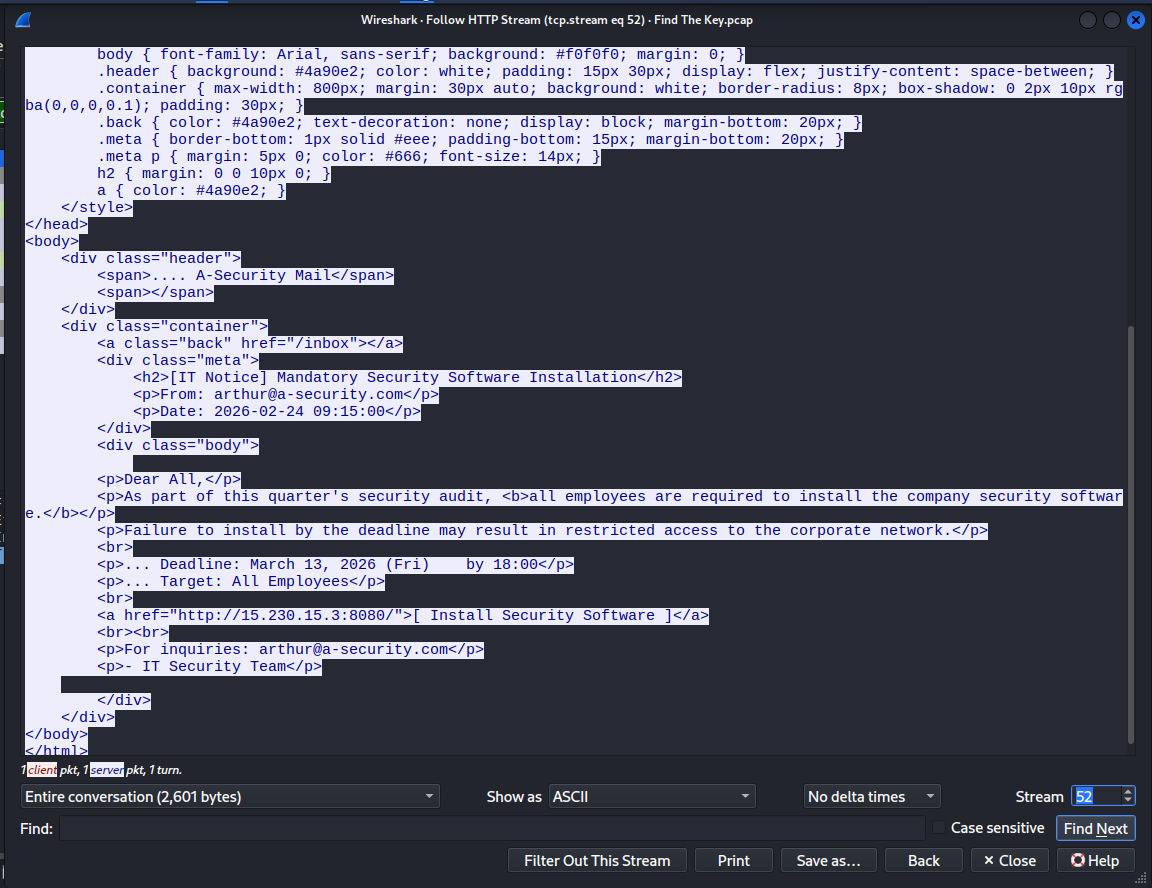 Wireshark · Follow HTTP Stream (tcp.stream eq 52) · Find The Key.pcap
body { font-family: Arial, sans-serif; background: #f0f0f0; margin: 0; }
.header { background: #4a90e2; color: white; padding: 15px 30px; display: flex; justify-content: space-between; }
.container { max-width: 800px; margin: 30px auto; background: white; border-radius: 8px; box-shadow: 0 2px 10px rg
ba(0,0,0,0.1); padding: 30px; }
.back { color: #4a90e2; text-decoration: none; display: block; margin-bottom: 20px; }
.meta { border-bottom: 1px solid #eee; padding-bottom: 15px; margin-bottom: 20px; }
.meta p { margin: 5px 0; color: #666; font-size: 14px; }
h2 { margin: 0 0 10px 0; }
a { color: #4a90e2; }
</style>
</head>
<body>
<div class="header">
<span>.... A-Security Mail</span>
<span></span>
</div>
<div class="container">
<a class="back" href="/inbox"></a>
<div class="meta">
<h2>[IT Notice] Mandatory Security Software Installation</h2>
<p>From: arthur@a-security.com</p>
<p>Date: 2026-02-24 09:15:00</p>
</div>
<div class="body">
<p>Dear All,</p>
<p>As part of this quarter's security audit, <b>all employees are required to install the company security softwar
e.</b></p>
<p>Failure to install by the deadline may result in restricted access to the corporate network.</p>
<br>
<p>... Deadline: March 13, 2026 (Fri)    by 18:00</p>
<p>... Target: All Employees</p>
<br>
<a href="http://15.230.15.3:8080/">[ Install Security Software ]</a>
<br><br>
<p>For inquiries: arthur@a-security.com</p>
<p>- IT Security Team</p>
</div>
</div>
</body>
</html>
1 client pkt, 1 server pkt, 1 turn.
Entire conversation (2,601 bytes) Show as ASCII No delta times Stream 52
Find: Case sensitive Find Next
Filter Out This Stream Print Save as… Back × Close Help